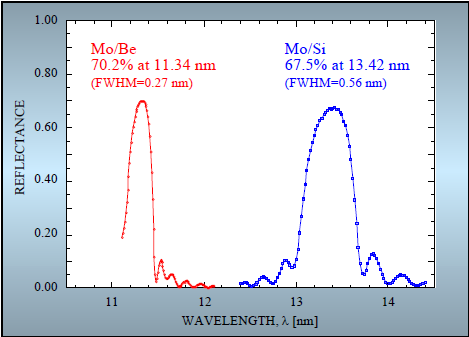 1.00
Mo/Be
70.2% at 11.34 nm
(FWHM=0.27 nm)
Mo/Si
67.5% at 13.42 nm
(FWHM=0.56 nm)
0.80
0.60
0.40
0.20
0.00
REFLECTANCE
11
12
13
14
WAVELENGTH, λ [nm]